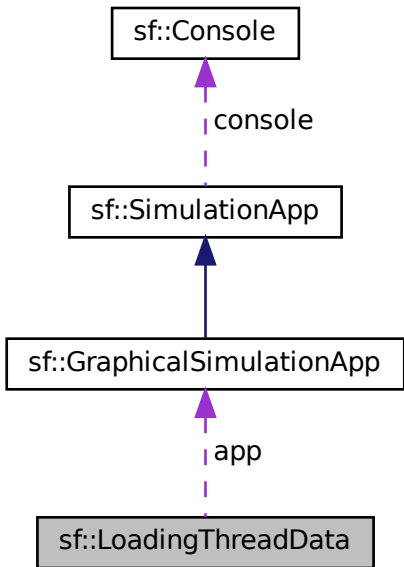 sf::Console
console
sf::SimulationApp
sf::GraphicalSimulationApp
app
sf::LoadingThreadData